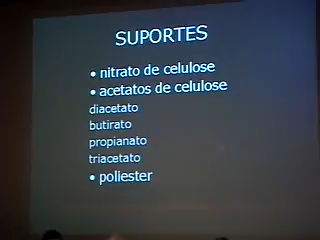 SUPORTES
• nitrato de celulose
• acetatos de celulose
diacetato
butirato
propianato
triacetato
• poliester